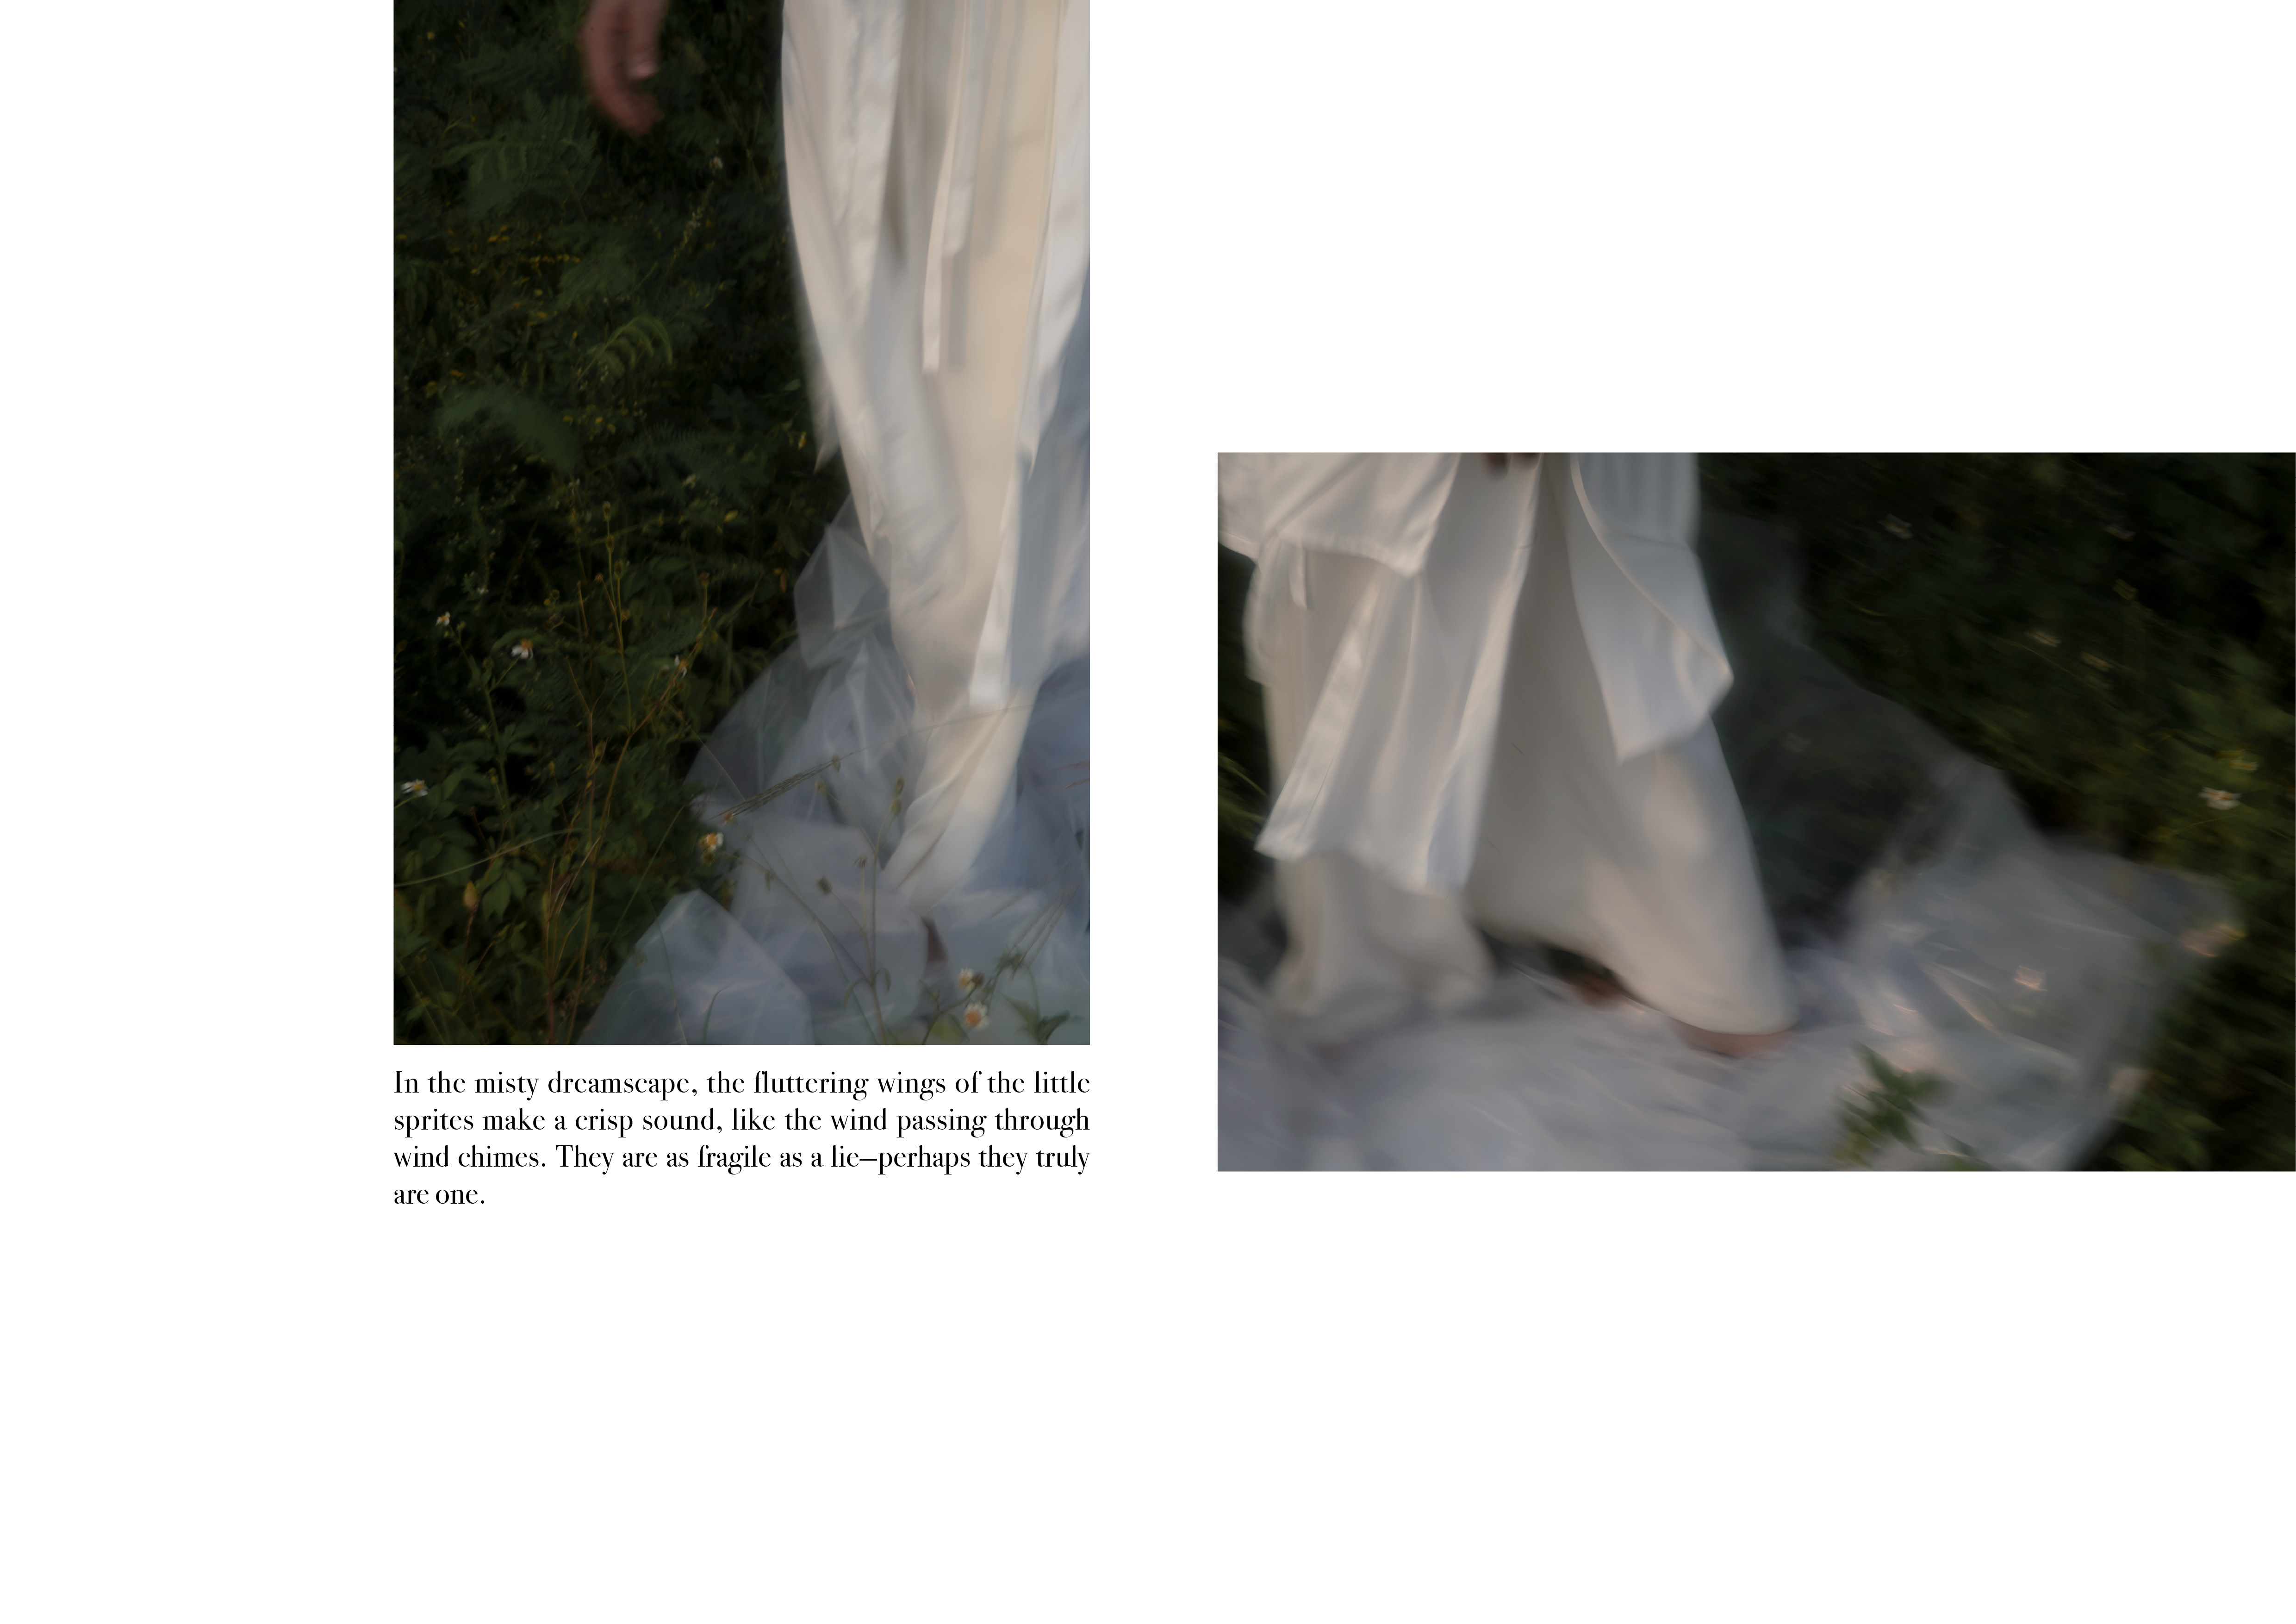 In the misty dreamscape, the fluttering wings of the little
sprites make a crisp sound, like the wind passing through
wind chimes. They are as fragile as a lie—perhaps they truly
are one.